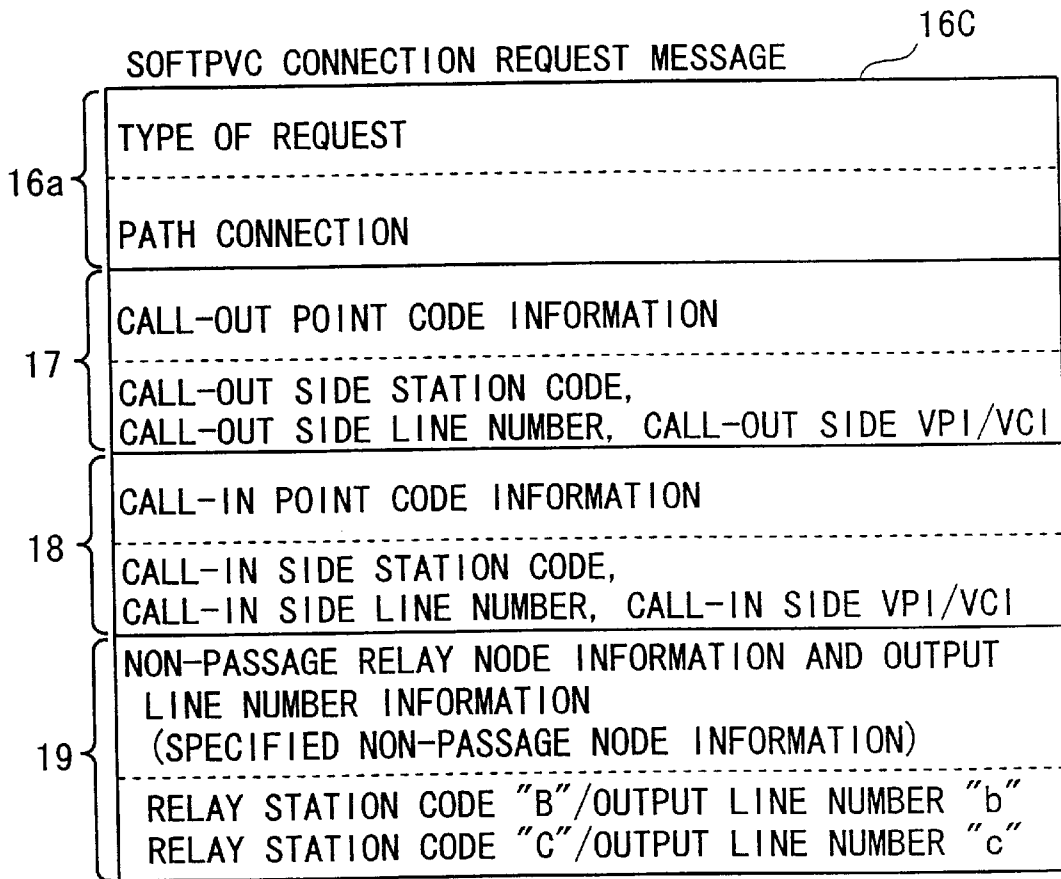 16C
SOFTPVC CONNECTION REQUEST MESSAGE
TYPE OF REQUEST
16a
PATH CONNECTION
CALL-OUT POINT CODE INFORMATION
17
CALL-OUT SIDE STATION CODE,
CALL-OUT SIDE LINE NUMBER, CALL-OUT SIDE VPI/VCI
CALL-IN POINT CODE INFORMATION
18
CALL-IN SIDE STATION CODE,
CALL-IN SIDE LINE NUMBER, CALL-IN SIDE VPI/VCI
NON-PASSAGE RELAY NODE INFORMATION AND OUTPUT
LINE NUMBER INFORMATION
(SPECIFIED NON-PASSAGE NODE INFORMATION)
19
RELAY STATION CODE "B"/OUTPUT LINE NUMBER "b"
RELAY STATION CODE "C"/OUTPUT LINE NUMBER "c"